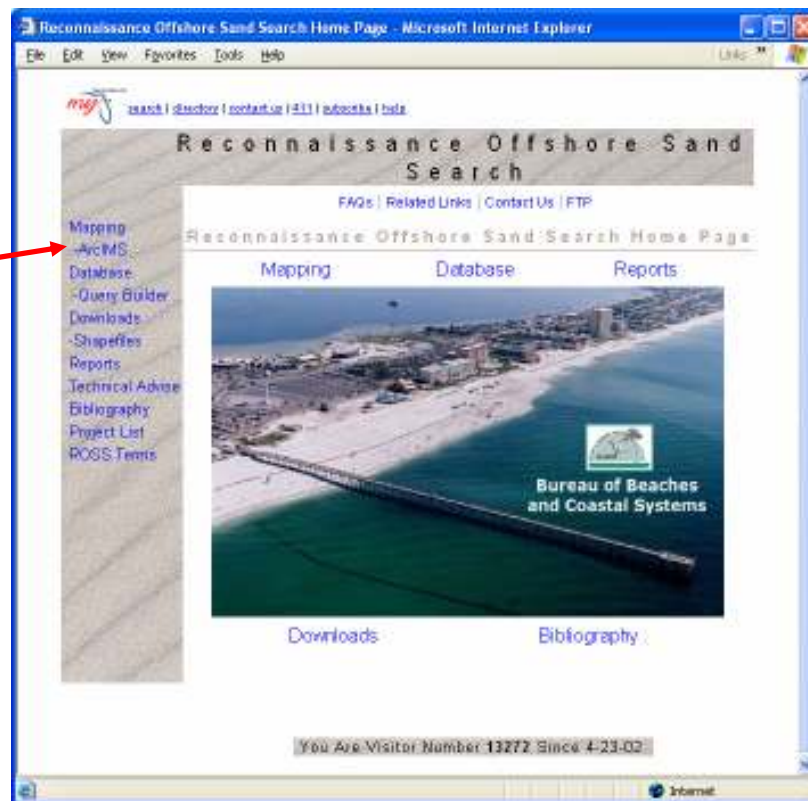 Reconnaissance Offshore Sand Search Home Page - Microsoft Internet Explorer
File Edit View Favorites Tools Help Links »
my search | directory | contact us | 411 | subscribe | help
Reconnaissance Offshore Sand
Search
FAQs | Related Links | Contact Us | FTP
Reconnaissance Offshore Sand Search Home Page
Mapping
-ArcIMS
Database
-Query Builder
Downloads
-Shapefiles
Reports
Technical Advise
Bibliography
Project List
ROSS Terms
Mapping Database Reports
Bureau of Beaches
and Coastal Systems
Downloads Bibliography
You Are Visitor Number 13272 Since 4-23-02
Internet